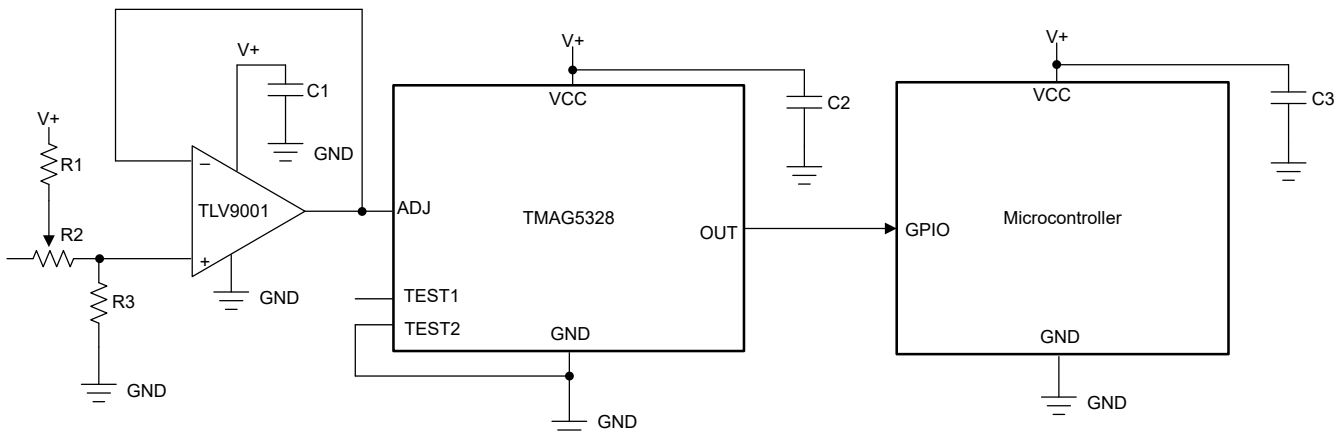 V+
V+
V+
VCC
VCC
C1
C2
C3
V+
GND
R1
−
TLV9001
ADJ
TMAG5328
Microcontroller
R2
OUT
GPIO
+
R3
GND
TEST1
TEST2
GND
GND
GND
GND
GND